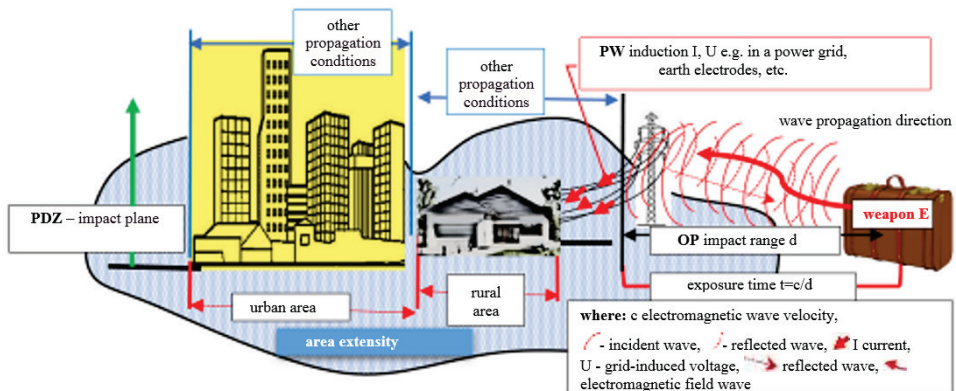 other
propagation
conditions
other
propagation
conditions
PW induction I, U e.g. in a power grid,
earth electrodes, etc.
wave propagation direction
PDZ – impact plane
weapon E
OP impact range d
exposure time t=c/d
urban area
rural
area
area extensity
where: c electromagnetic wave velocity,
- incident wave, - reflected wave, I current,
U - grid-induced voltage, reflected wave,
electromagnetic field wave